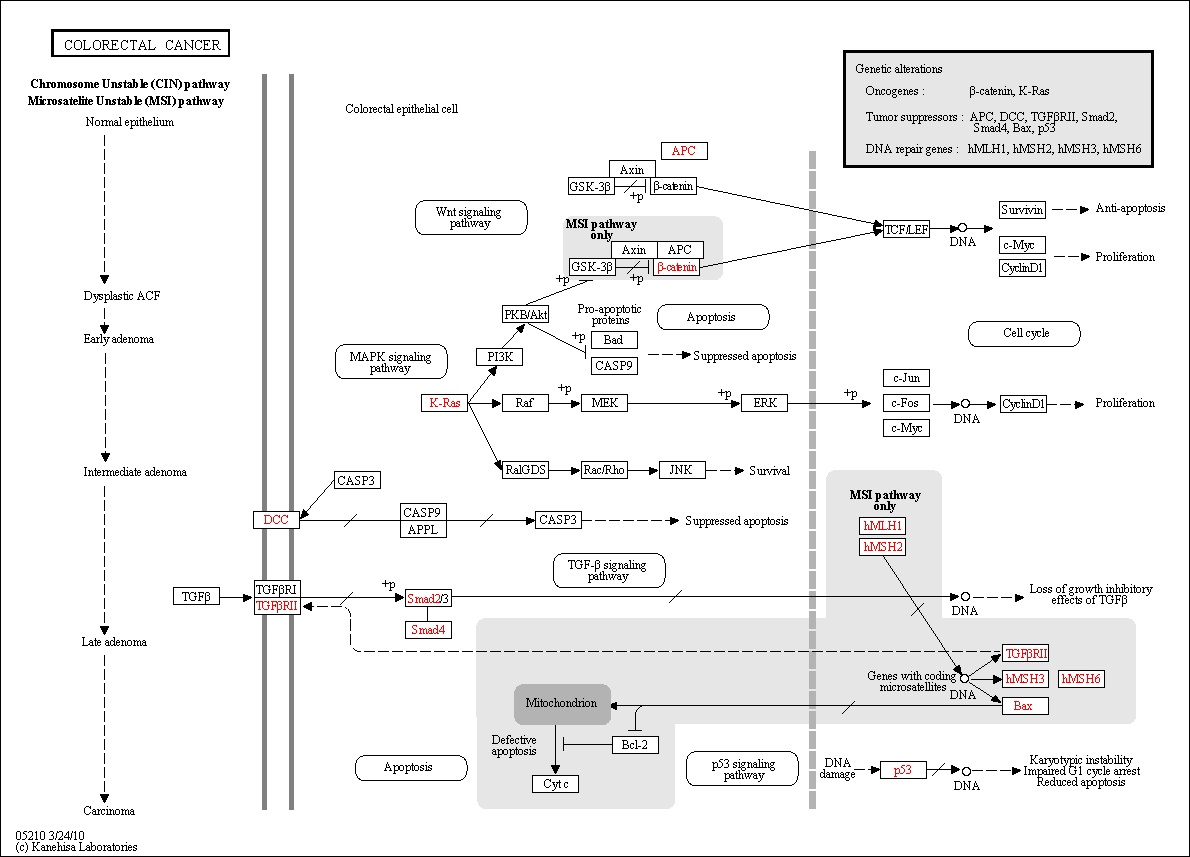 COLORECTAL CANCER
Chromosome Unstable (CIN) pathway
Microsatelite Unstable (MSI) pathway
Normal epithelium
Dysplastic ACF
Early adenoma
Intermediate adenoma
Late adenoma
Carcinoma
Colorectal epithelial cell
Genetic alterations
Oncogenes : β-catenin, K-Ras
Tumor suppressors : APC, DCC, TGFβRII, Smad2,
Smad4, Bax, p53
DNA repair genes : hMLH1, hMSH2, hMSH3, hMSH6
APC
Axin
GSK-3β
β-catenin
+p
Wnt signaling
pathway
MSI pathway
only
Axin
APC
GSK-3β
β-catenin
+p
+p
TCF/LEF
DNA
Survivin
Anti-apoptosis
c-Myc
CyclinD1
Proliferation
PKB/Akt
Pro-apoptotic
proteins
+p
Bad
CASP9
Apoptosis
Suppressed apoptosis
Cell cycle
MAPK signaling
pathway
PI3K
K-Ras
Raf
+p
MEK
+p
ERK
+p
c-Jun
c-Fos
c-Myc
DNA
CyclinD1
Proliferation
RalGDS
Rac/Rho
JNK
Survival
CASP3
DCC
CASP9
APPL
CASP3
Suppressed apoptosis
MSI pathway
only
hMLH1
hMSH2
TGF-β signaling
pathway
TGFβ
TGFβRI
TGFβRII
+p
Smad2/3
Smad4
DNA
Loss of growth inhibitory
effects of TGFβ
Genes with coding
microsatellites
DNA
TGFβRII
hMSH3
hMSH6
Bax
Mitochondrion
Defective
apoptosis
Bcl-2
Cyt c
Apoptosis
p53 signaling
pathway
DNA
damage
p53
DNA
Karyotypic instability
Impaired G1 cycle arrest
Reduced apoptosis
05210 3/24/10
(c) Kanehisa Laboratories